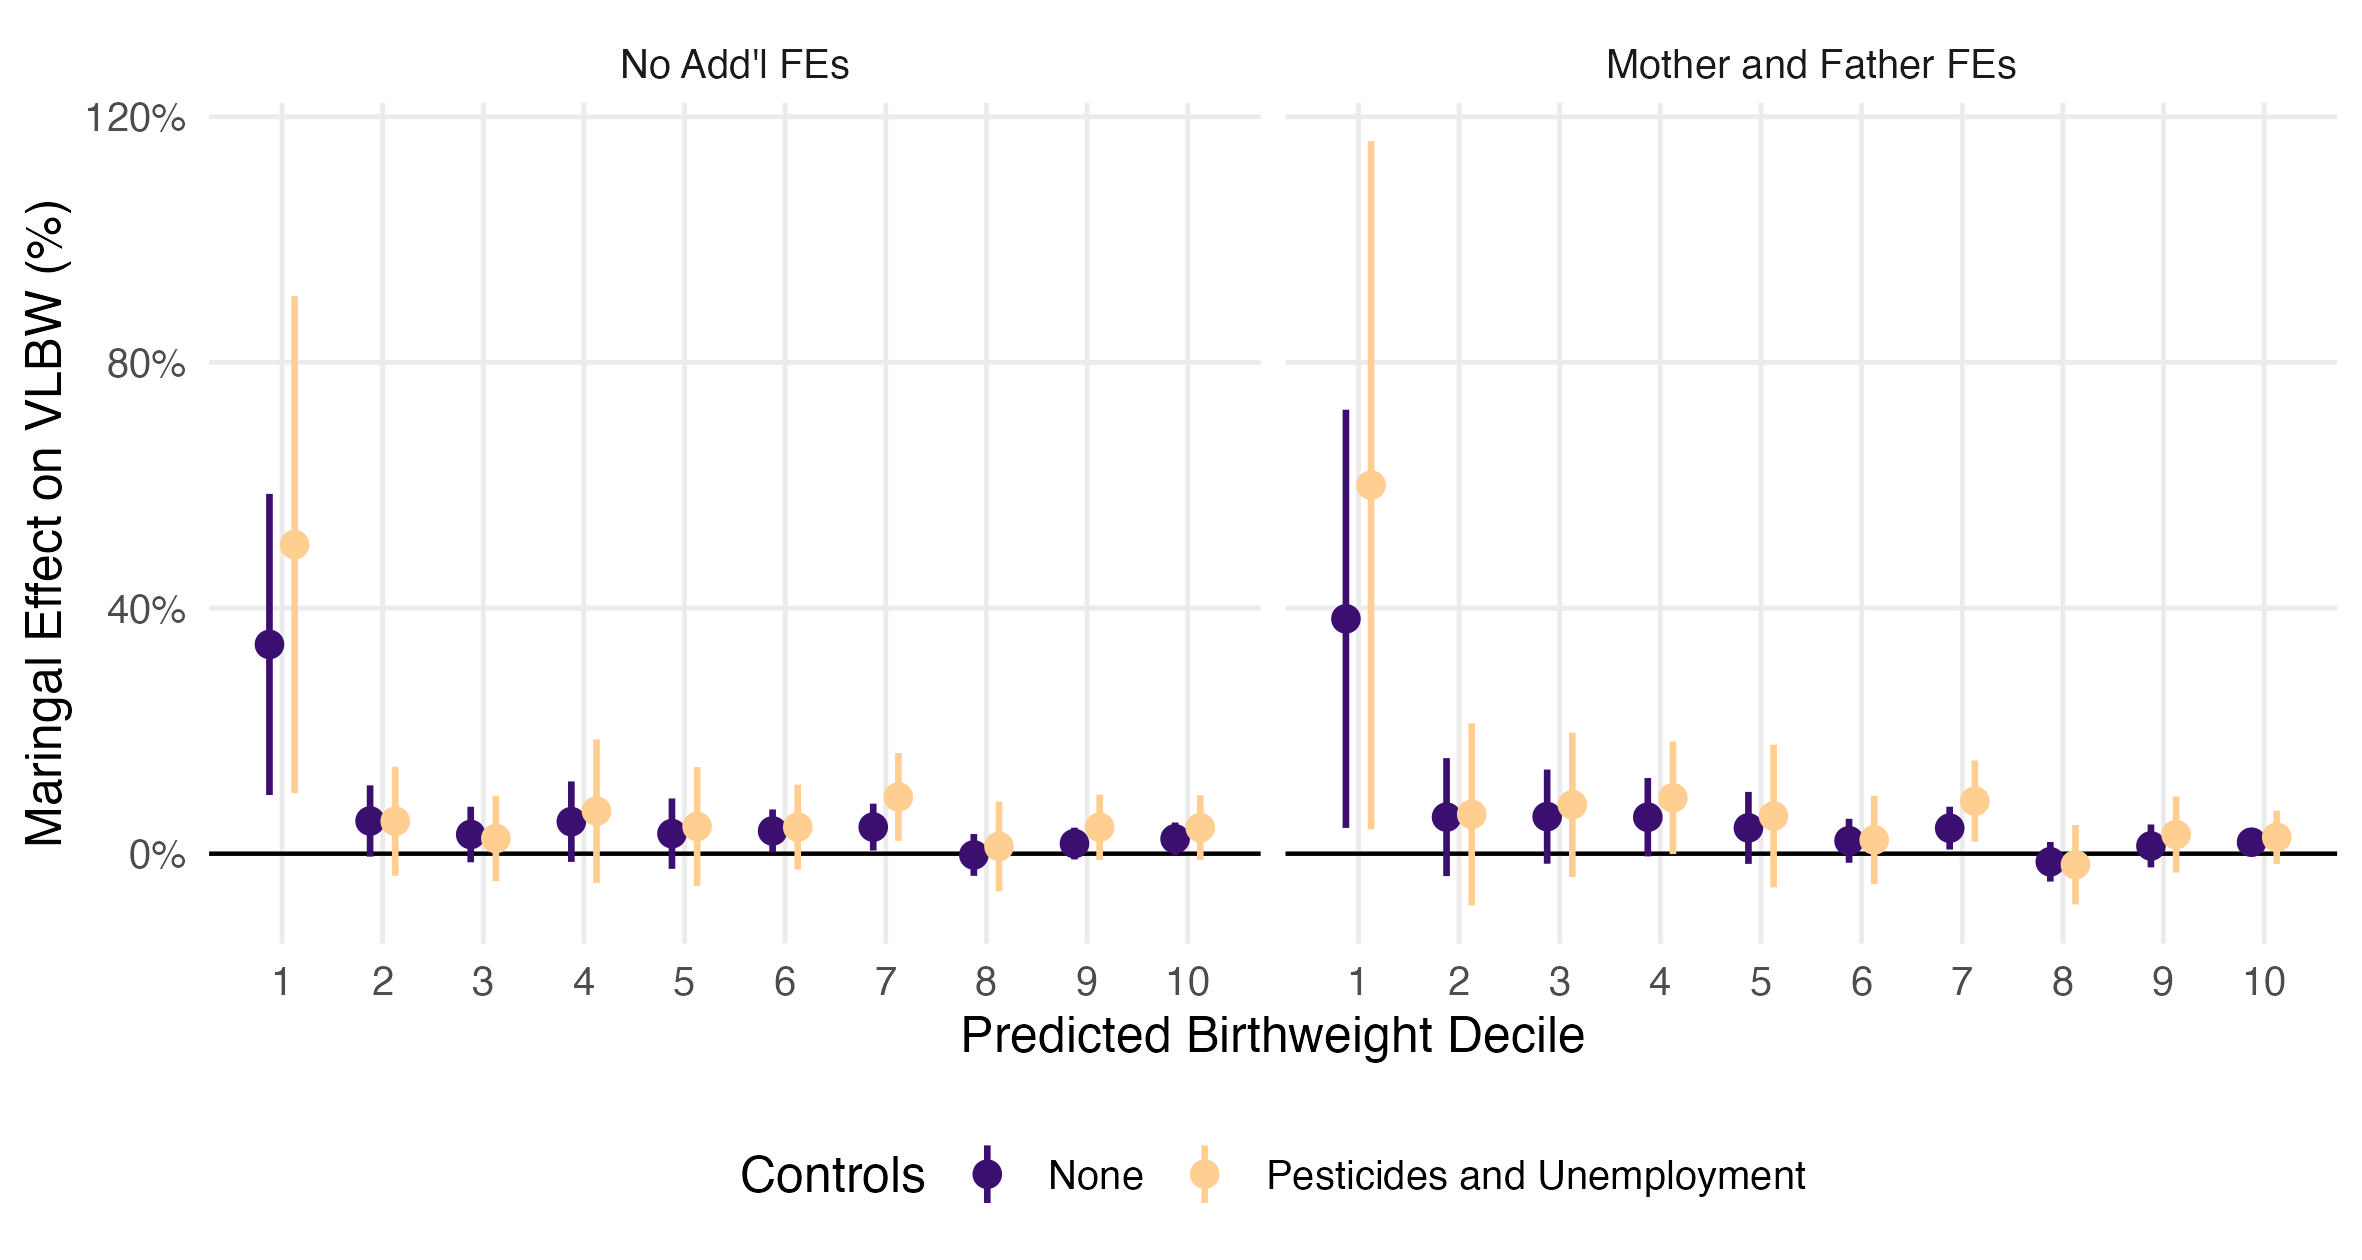 No Add'l FEs
Mother and Father FEs
120%
80%
40%
0%
Maringal Effect on VLBW (%)
1 2 3 4 5 6 7 8 9 10
1 2 3 4 5 6 7 8 9 10
Predicted Birthweight Decile
Controls None Pesticides and Unemployment